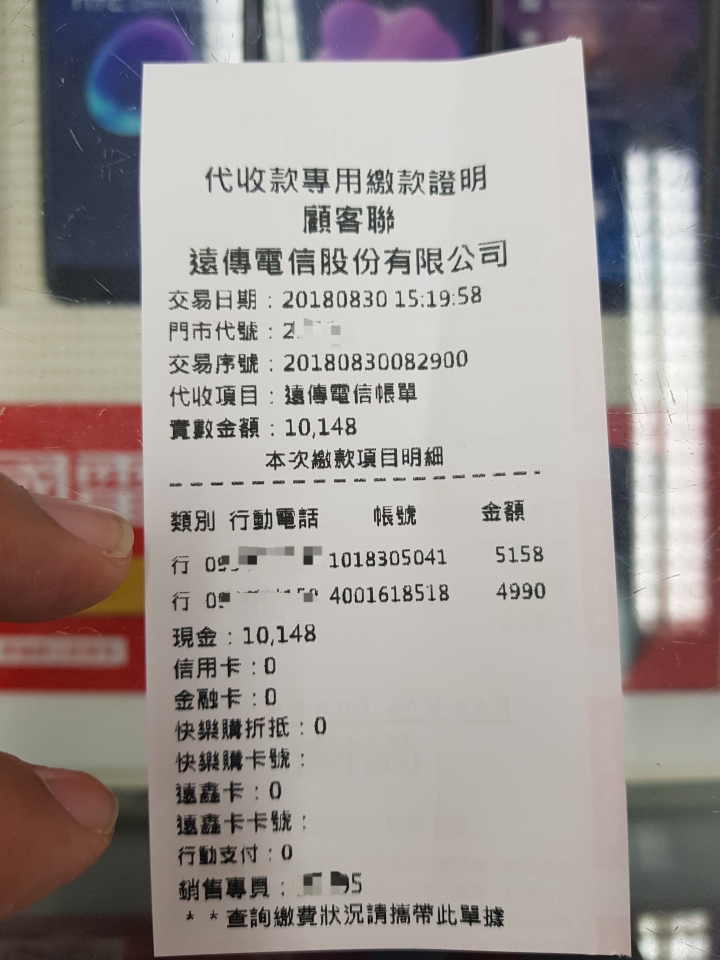 代收款專用繳款證明
顧客聯
遠傳電信股份有限公司
交易日期：20180830 15:19:58
門市代號：2
交易序號：20180830082900
代收項目：遠傳電信帳單
實數金額：10,148
本次繳款項目明細
類別 行動電話 帳號 金額
行 09 1018305041 5158
行 09 4001618518 4990
現金：10,148
信用卡：0
金融卡：0
快樂購折抵：0
快樂購卡號：
遠鑫卡：0
遠鑫卡卡號：
行動支付：0
銷售專員： 5
＊＊查詢繳費狀況請攜帶此單據